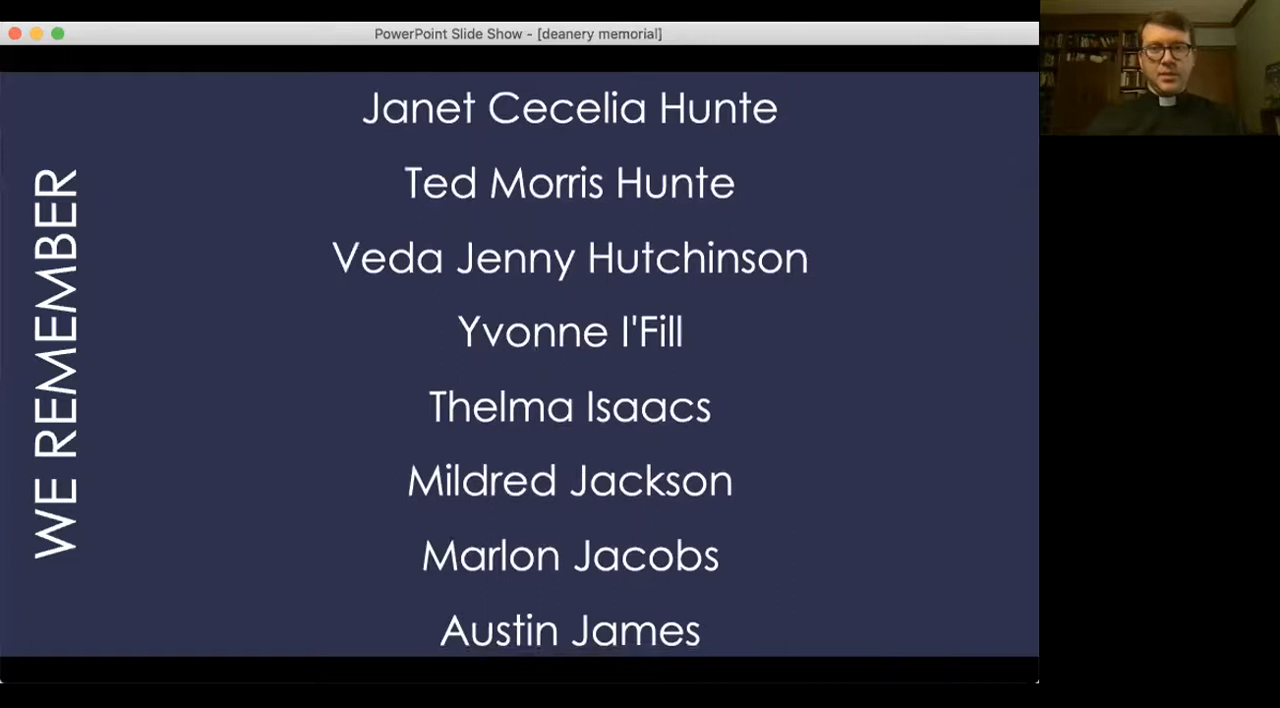 PowerPoint Slide Show - [deanery memorial]
WE REMEMBER
Janet Cecelia Hunte
Ted Morris Hunte
Veda Jenny Hutchinson
Yvonne I'Fill
Thelma Isaacs
Mildred Jackson
Marlon Jacobs
Austin James